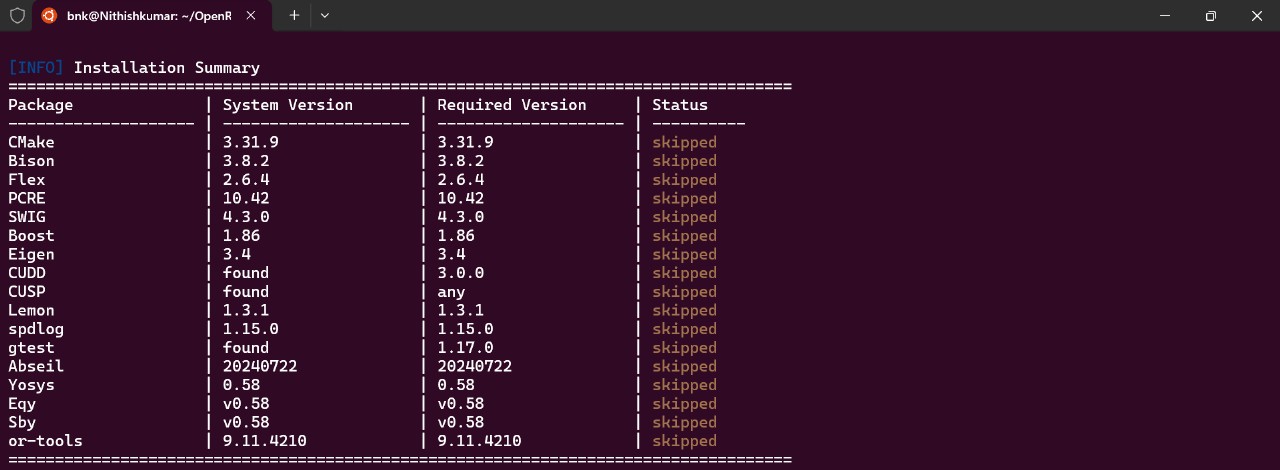 bnk@Nithishkumar: ~/OpenR
[INFO] Installation Summary
====================================================================================
Package | System Version | Required Version | Status
-------------------- | -------------------- | -------------------- | ----------
CMake | 3.31.9 | 3.31.9 | skipped
Bison | 3.8.2 | 3.8.2 | skipped
Flex | 2.6.4 | 2.6.4 | skipped
PCRE | 10.42 | 10.42 | skipped
SWIG | 4.3.0 | 4.3.0 | skipped
Boost | 1.86 | 1.86 | skipped
Eigen | 3.4 | 3.4 | skipped
CUDD | found | 3.0.0 | skipped
CUSP | found | any | skipped
Lemon | 1.3.1 | 1.3.1 | skipped
spdlog | 1.15.0 | 1.15.0 | skipped
gtest | found | 1.17.0 | skipped
Abseil | 20240722 | 20240722 | skipped
Yosys | 0.58 | 0.58 | skipped
Eqy | v0.58 | v0.58 | skipped
Sby | v0.58 | v0.58 | skipped
or-tools | 9.11.4210 | 9.11.4210 | skipped
====================================================================================